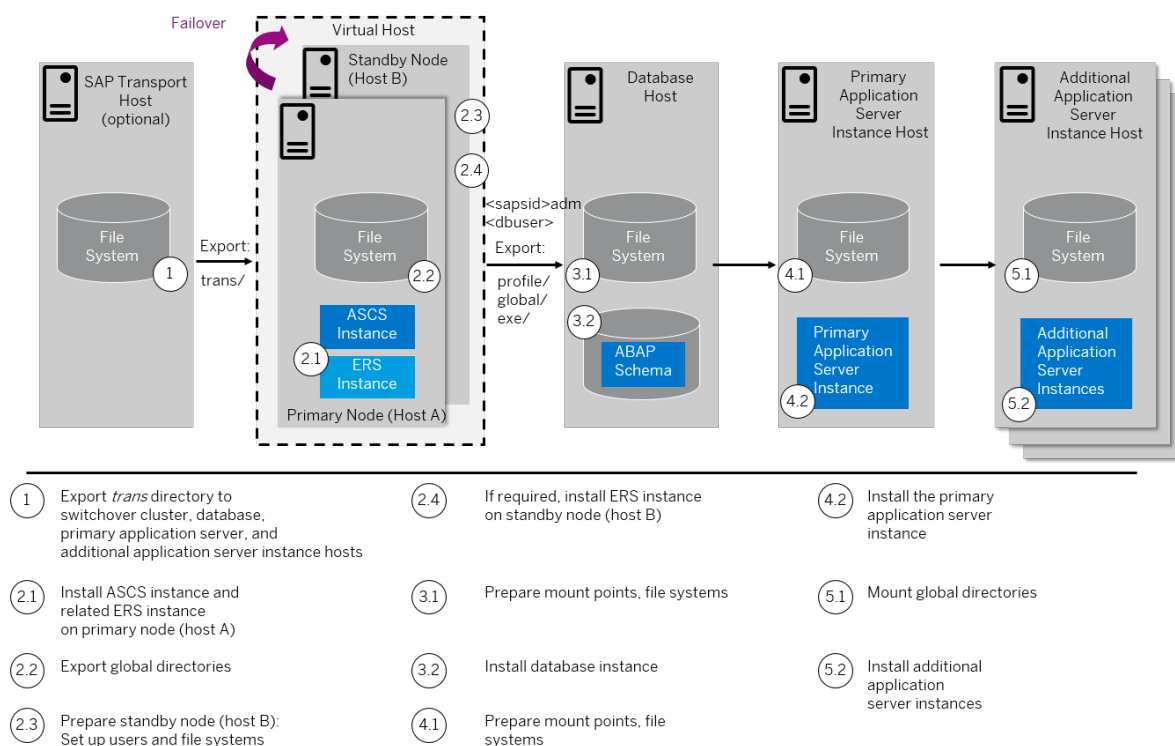 Failover
Virtual Host
SAP Transport
Host
(optional)
Standby Node
(Host B)
Database
Host
Primary
Application
Server
Instance Host
Additional
Application
Server
Instance Host
2.3
2.4
<sapsid>adm
<dbuser>
File
System
1
Export:
trans/
File
System
2.2
Export:
profile/
global/
exe/
File
System
3.1
File
System
4.1
File
System
5.1
ASCS
Instance
2.1
ERS
Instance
Primary Node (Host A)
3.2
ABAP
Schema
Primary
Application
Server
Instance
4.2
Additional
Application
Server
Instances
5.2
1
Export trans directory to
switchover cluster, database,
primary application server, and
additional application server instance hosts
2.1
Install ASCS instance and
related ERS instance
on primary node (host A)
2.2
Export global directories
2.3
Prepare standby node (host B):
Set up users and file systems
2.4
If required, install ERS instance
on standby node (host B)
3.1
Prepare mount points, file systems
3.2
Install database instance
4.1
Prepare mount points, file
systems
4.2
Install the primary
application server
instance
5.1
Mount global directories
5.2
Install additional
application
server instances